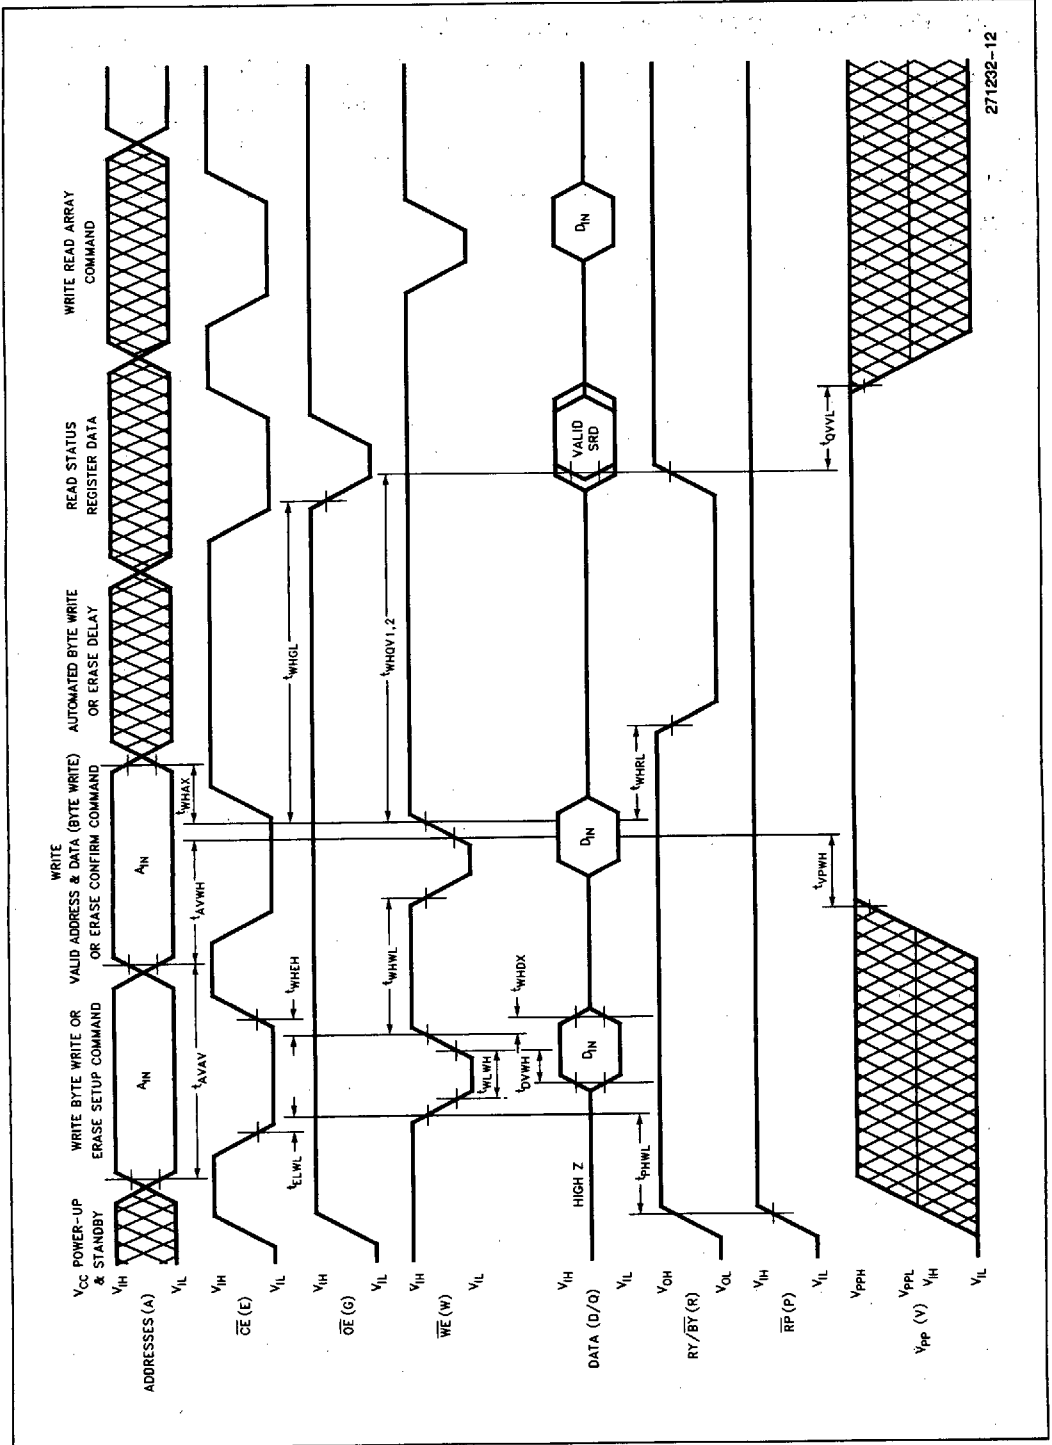 VCC POWER-UP
& STANDBY
WRITE BYTE WRITE OR
ERASE SETUP COMMAND
WRITE
VALID ADDRESS & DATA (BYTE WRITE)
OR ERASE CONFIRM COMMAND
AUTOMATED BYTE WRITE
OR ERASE DELAY
READ STATUS
REGISTER DATA
WRITE READ ARRAY
COMMAND
VIH
ADDRESSES (A)
VIL
AIN
AIN
tAVAV
tAVWH
tWHAX
VIH
CE (E)
VIL
tELWL
tWHEH
tWHGL
VIH
OE (G)
VIL
tWHWL
tWHQV1,2
VIH
WE (W)
VIL
tWLWH
tDVWH
tWHDX
VIH
DATA (D/Q)
VIL
HIGH Z
DIN
DIN
VALID
SRD
DIN
tPHWL
tWHRL
VOH
RY/BY (R)
VOL
VIH
RP (P)
VIL
tVPWH
tQVVL
VPPH
VPPL
VPP (V)
VIH
VIL
271232-12